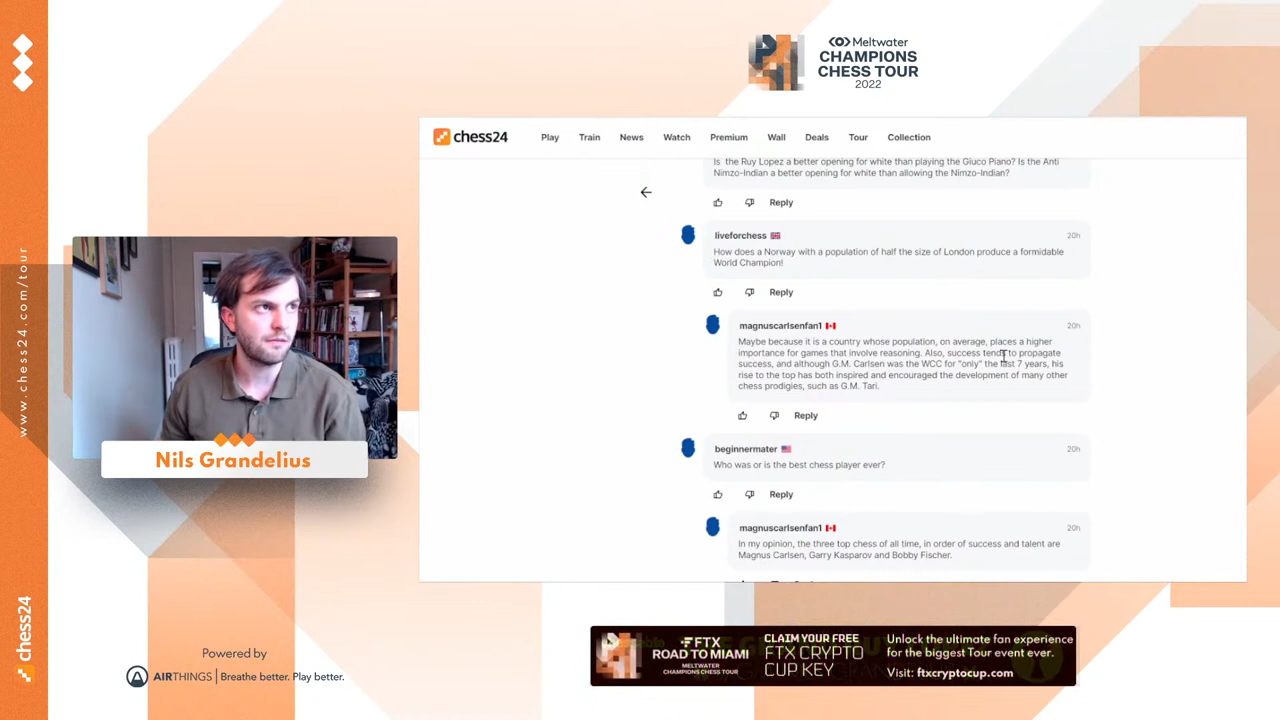 www.chess24.com/tour
chess24
Meltwater
CHAMPIONS
CHESS TOUR
2022
chess24
Play
Train
News
Watch
Premium
Wall
Deals
Tour
Collection
Is the Ruy Lopez a better opening for white than playing the Giuco Piano? Is the Anti
Nimzo-Indian a better opening for white than allowing the Nimzo-Indian?
Reply
liveforchess
20h
How does a Norway with a population of half the size of London produce a formidable
World Champion!
Reply
magnuscarlsenfan1
20h
Maybe because it is a country whose population, on average, places a higher
importance for games that involve reasoning. Also, success tends to propagate
success, and although G.M. Carlsen was the WCC for "only" the last 7 years, his
rise to the top has both inspired and encouraged the development of many other
chess prodigies, such as G.M. Tari.
Reply
beginnermater
20h
Who was or is the best chess player ever?
Reply
magnuscarlsenfan1
20h
In my opinion, the three top chess of all time, in order of success and talent are
Magnus Carlsen, Garry Kasparov and Bobby Fischer.
Nils Grandelius
Powered by
AIRTHINGS | Breathe better. Play better.
FTX
ROAD TO MIAMI
MELTWATER
CHAMPIONS CHESS TOUR
CLAIM YOUR FREE
FTX CRYPTO
CUP KEY
Unlock the ultimate fan experience
for the biggest Tour event ever.
Visit: ftxcryptocup.com